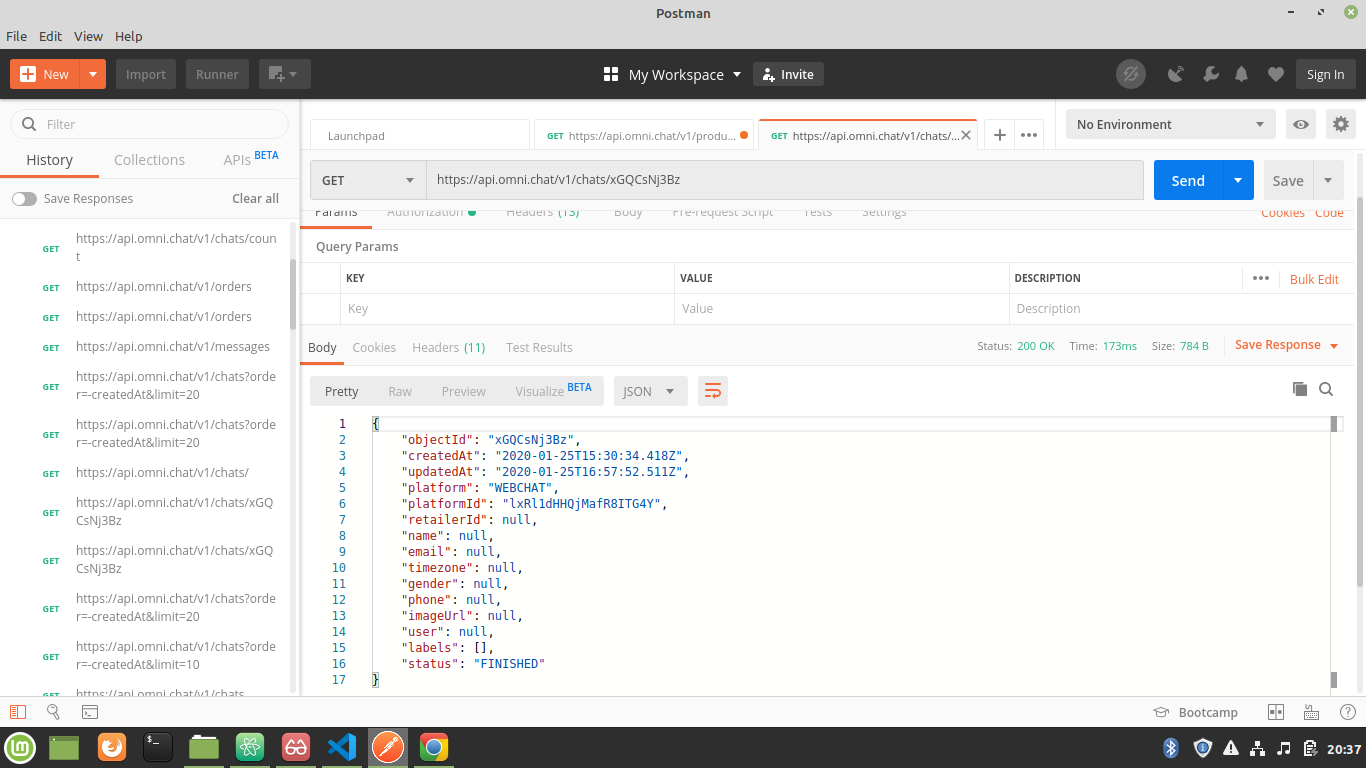 Postman
File Edit View Help
New
Import
Runner
My Workspace
Invite
Sign In
Filter
History
Collections
APIs BETA
Save Responses
Clear all
GET https://api.omni.chat/v1/chats/coun
t
GET https://api.omni.chat/v1/orders
GET https://api.omni.chat/v1/orders
GET https://api.omni.chat/v1/messages
GET https://api.omni.chat/v1/chats?orde
r=-createdAt&limit=20
GET https://api.omni.chat/v1/chats?orde
r=-createdAt&limit=20
GET https://api.omni.chat/v1/chats/
GET https://api.omni.chat/v1/chats/xGQ
CsNj3Bz
GET https://api.omni.chat/v1/chats/xGQ
CsNj3Bz
GET https://api.omni.chat/v1/chats?orde
r=-createdAt&limit=20
GET https://api.omni.chat/v1/chats?orde
r=-createdAt&limit=10
GET https://api.omni.chat/v1/chats
Launchpad
GET https://api.omni.chat/v1/produ...
GET https://api.omni.chat/v1/chats/...
No Environment
GET
https://api.omni.chat/v1/chats/xGQCsNj3Bz
Send
Save
Params Authorization Headers (13) Body Pre-request Script Tests Settings Cookies Code
Query Params
KEY VALUE DESCRIPTION ••• Bulk Edit
Key Value Description
Body Cookies Headers (11) Test Results
Status: 200 OK Time: 173ms Size: 784 B Save Response
Pretty Raw Preview Visualize BETA JSON
1 {
2 "objectId": "xGQCsNj3Bz",
3 "createdAt": "2020-01-25T15:30:34.418Z",
4 "updatedAt": "2020-01-25T16:57:52.511Z",
5 "platform": "WEBCHAT",
6 "platformId": "lxRl1dHHQjMafR8ITG4Y",
7 "retailerId": null,
8 "name": null,
9 "email": null,
10 "timezone": null,
11 "gender": null,
12 "phone": null,
13 "imageUrl": null,
14 "user": null,
15 "labels": [],
16 "status": "FINISHED"
17 }
Bootcamp
20:37